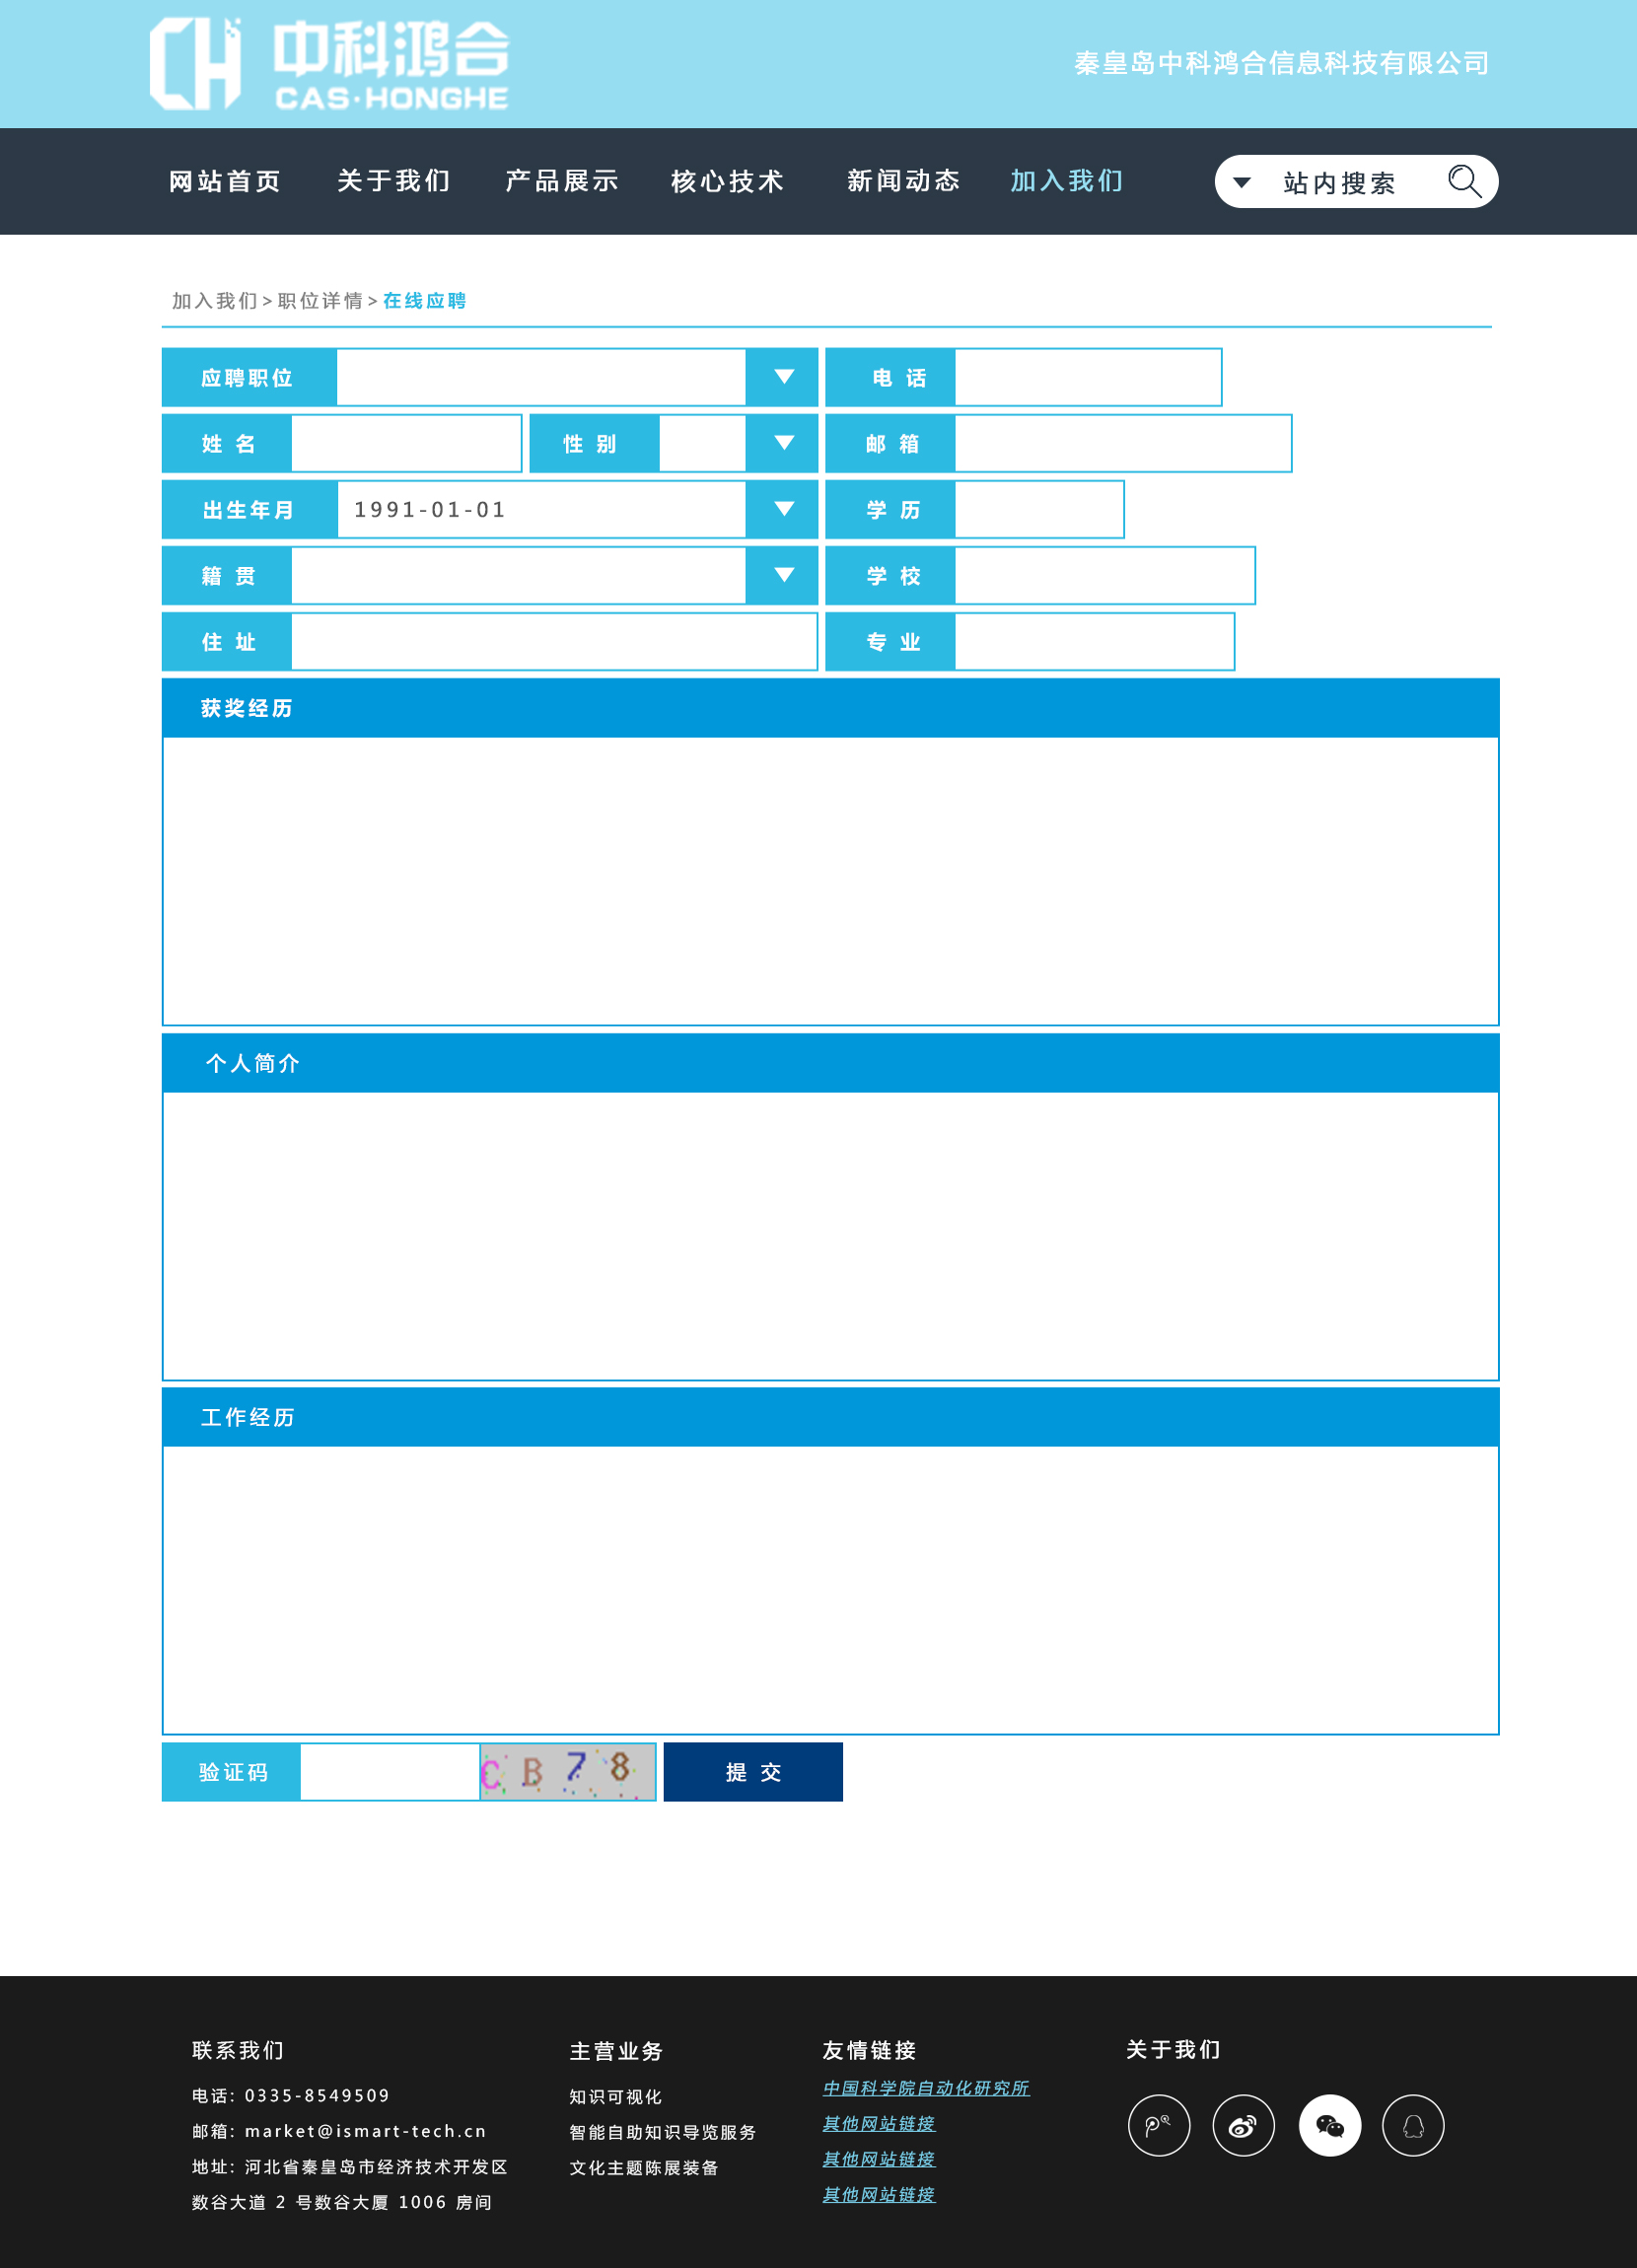 CH 中科鸿合
CAS·HONGHE
秦皇岛中科鸿合信息科技有限公司
网站首页 关于我们 产品展示 核心技术 新闻动态 加入我们 站内搜索
加入我们>职位详情>在线应聘
应聘职位 电 话
姓 名 性 别 邮 箱
出生年月 1991-01-01 学 历
籍 贯 学 校
住 址 专 业
获奖经历
个人简介
工作经历
验证码 C B 7 8 提 交
联系我们
电话: 0335-8549509
邮箱: market@ismart-tech.cn
地址: 河北省秦皇岛市经济技术开发区
数谷大道 2 号数谷大厦 1006 房间
主营业务
知识可视化
智能自助知识导览服务
文化主题陈展装备
友情链接
中国科学院自动化研究所
其他网站链接
其他网站链接
其他网站链接
关于我们